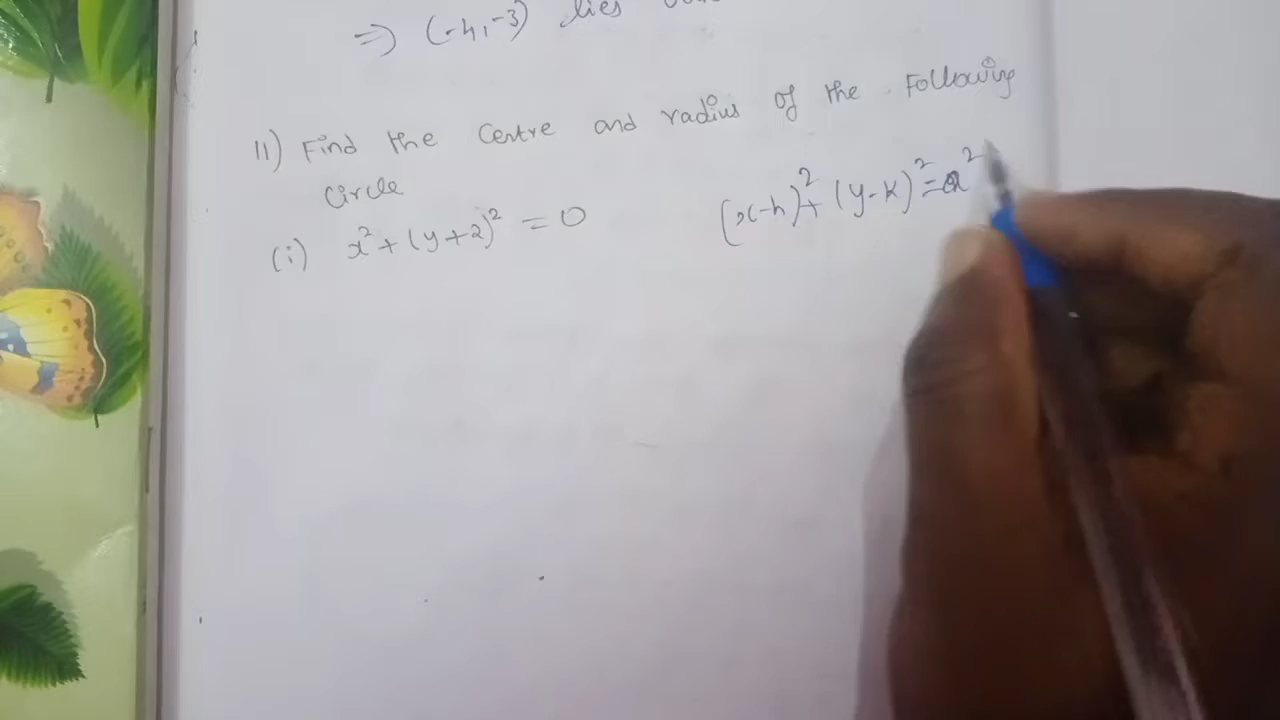 ⇒ (-4,-3) lies
11) Find the Centre and radius of the following
Circle
(i) x²+(y+2)² = 0 (x-h)²+(y-k)²=a²